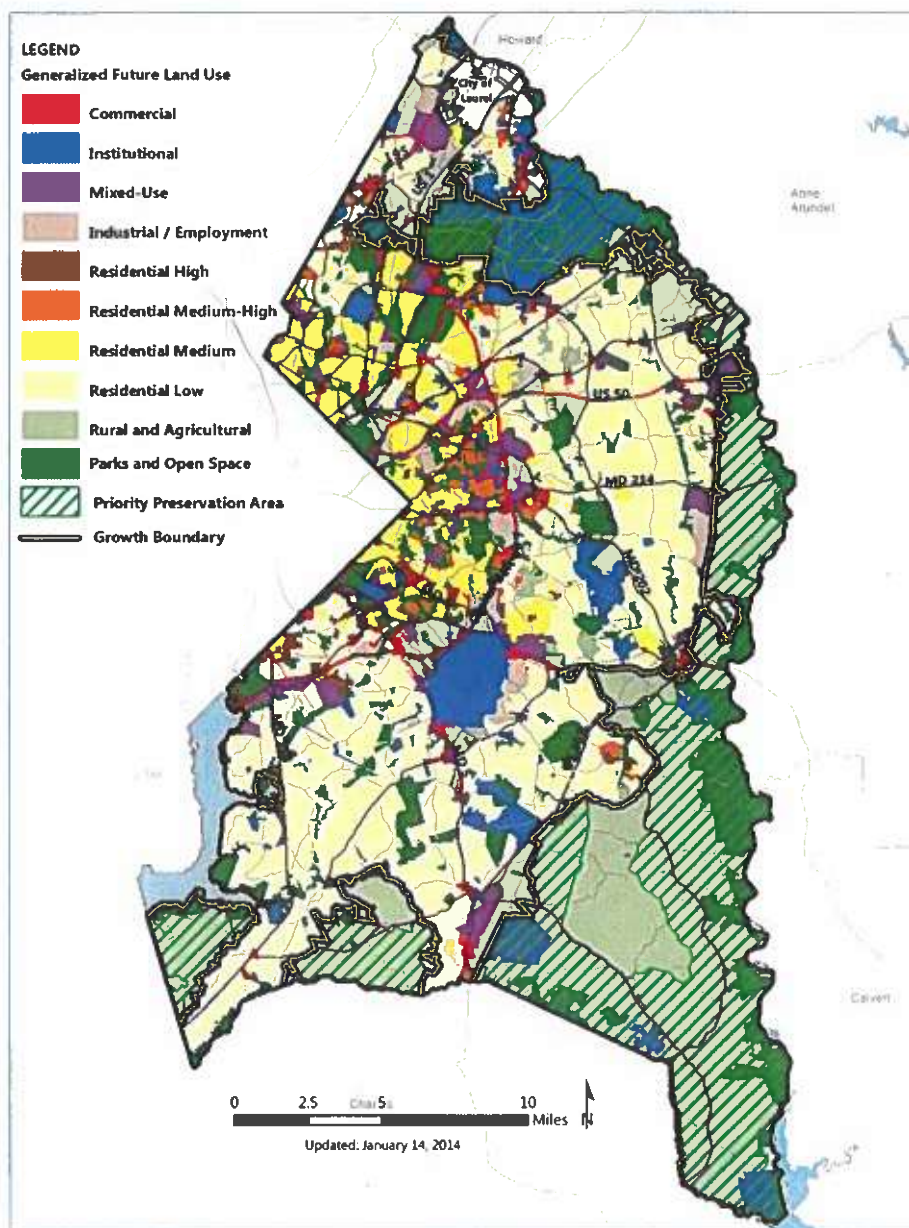 LEGEND
Generalized Future Land Use
Commercial
Institutional
Mixed-Use
Industrial / Employment
Residential High
Residential Medium-High
Residential Medium
Residential Low
Rural and Agricultural
Parks and Open Space
Priority Preservation Area
Growth Boundary
Howard
City of
Laurel
US 1
Anne
Arundel
US 50
MD 214
Calvert
0 2.5 5 10
Miles N
Updated: January 14, 2014